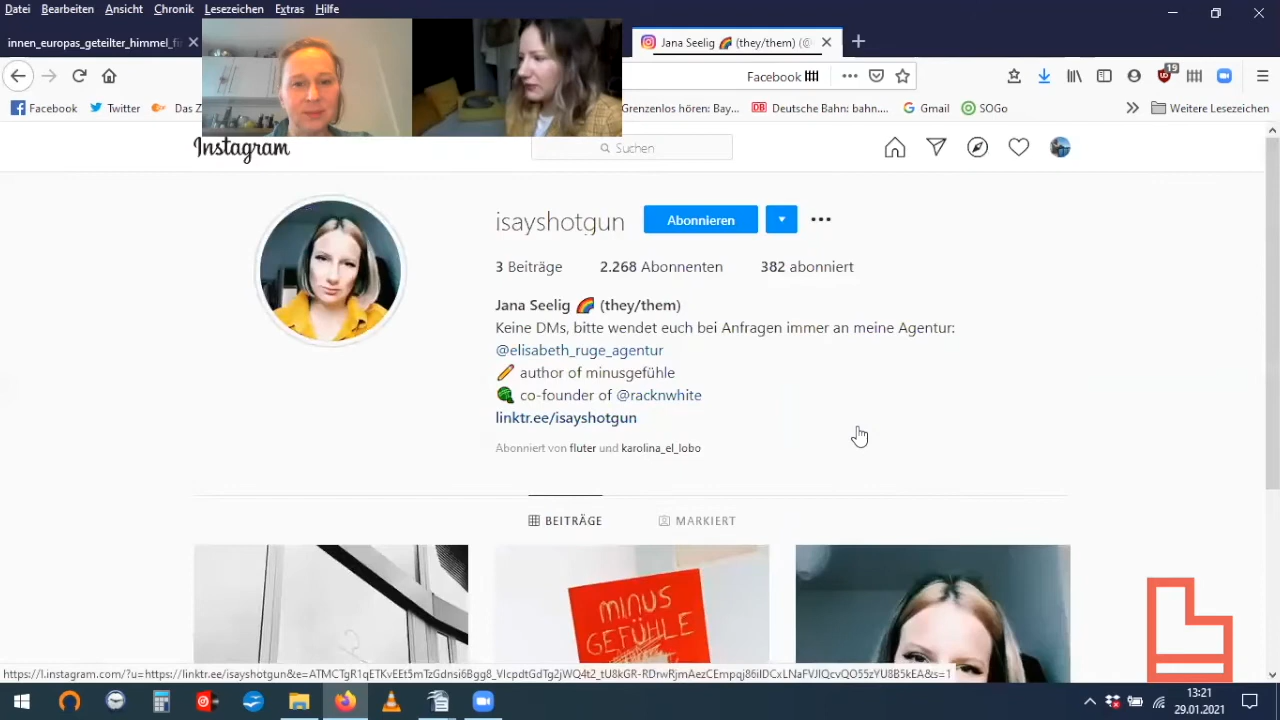 Datei Bearbeiten Ansicht Chronik Lesezeichen Extras Hilfe
innen_europas_geteilter_himmel_fi
Jana Seelig 🌈 (they/them) (@
Facebook
19
Facebook Twitter Das Z
Grenzenlos hören: Bay... Deutsche Bahn: bahn.... Gmail SOGo Weitere Lesezeichen
Instagram
Suchen
isayshotgun Abonnieren
3 Beiträge 2.268 Abonnenten 382 abonniert
Jana Seelig 🌈 (they/them)
Keine DMs, bitte wendet euch bei Anfragen immer an meine Agentur:
@elisabeth_ruge_agentur
author of minusgefühle
co-founder of @racknwhite
linktr.ee/isayshotgun
Abonniert von fluter und karolina_el_lobo
BEITRÄGE MARKIERT
MINUS
GEFÜHLE
13:21
29.01.2021